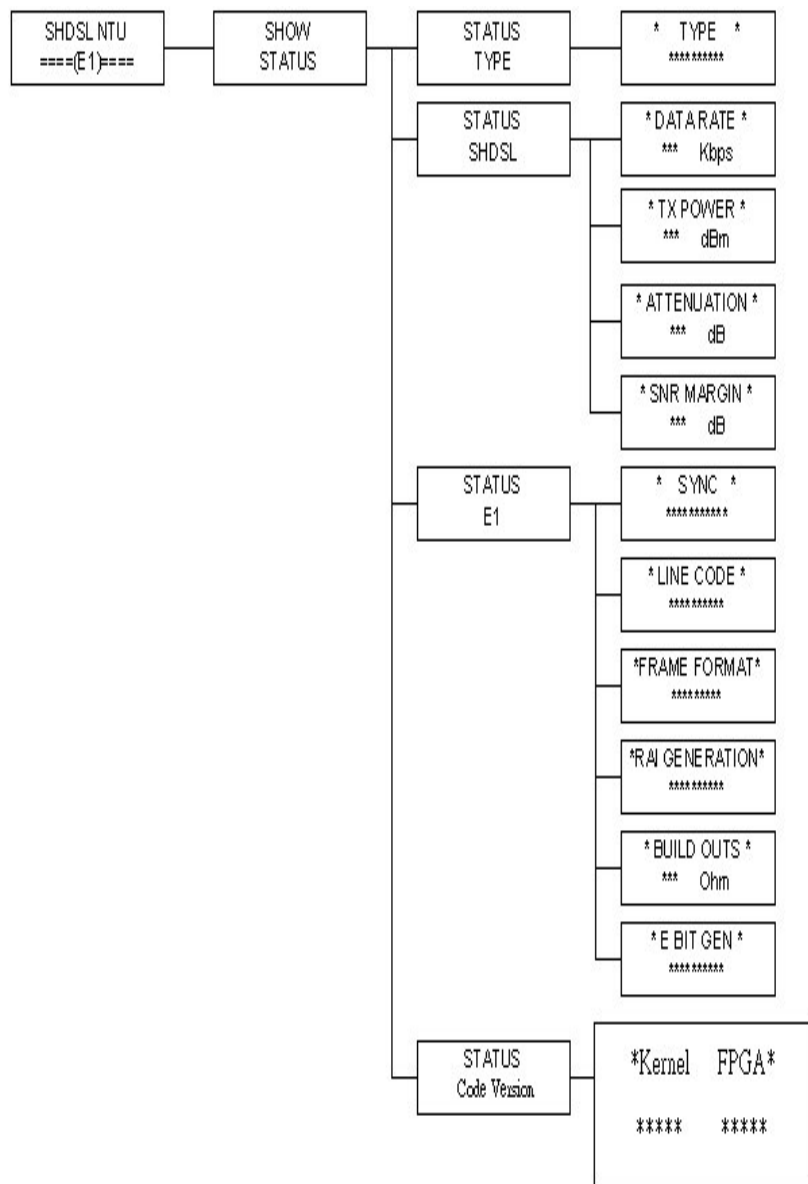 SHDSL NTU
====(E1)====
SHOW
STATUS
STATUS
TYPE
* TYPE *
**********
STATUS
SHDSL
* DATA RATE *
*** Kbps
* TX POWER *
*** dBm
* ATTENUATION *
*** dB
* SNR MARGIN *
*** dB
STATUS
E1
* SYNC *
***********
* LINE CODE *
**********
*FRAME FORMAT*
*********
*RAI GENERATION*
**********
* BUILD OUTS *
*** Ohm
* E BIT GEN *
**********
STATUS
Code Version
*Kernel FPGA*
***** *****